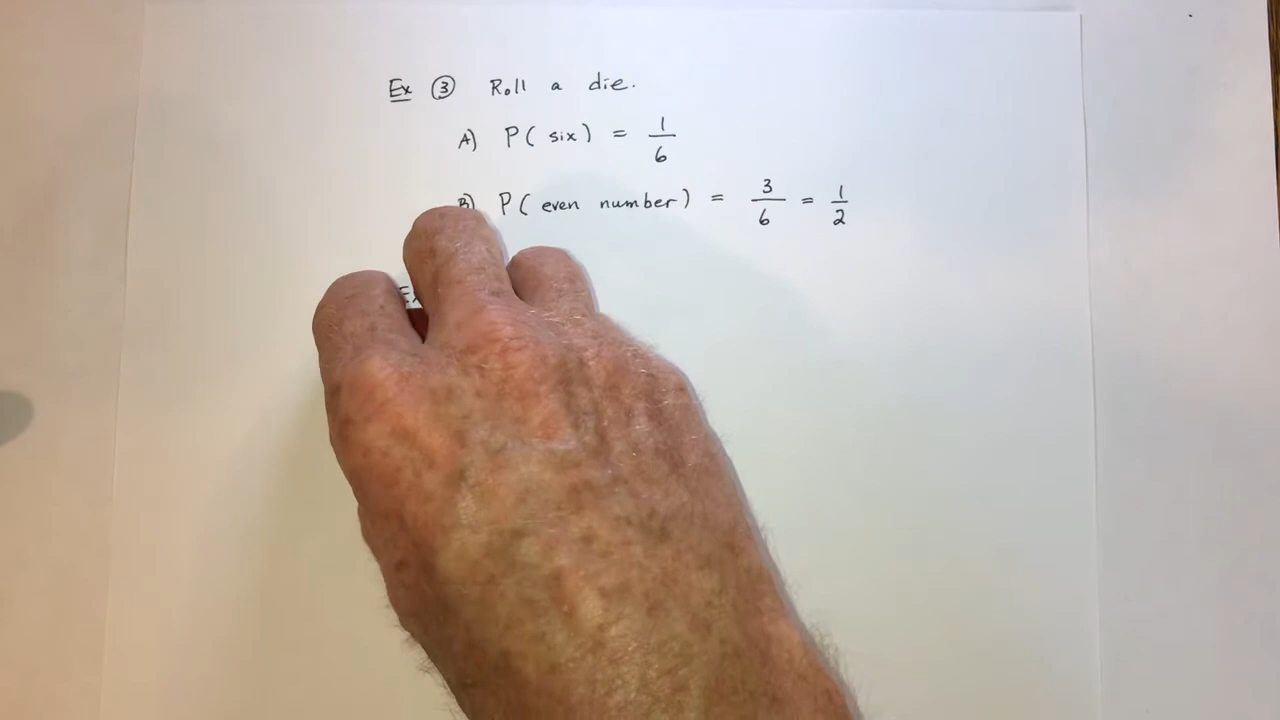 Ex ③ Roll a die.
A) P( six ) = 1/6
B) P( even number ) = 3/6 = 1/2